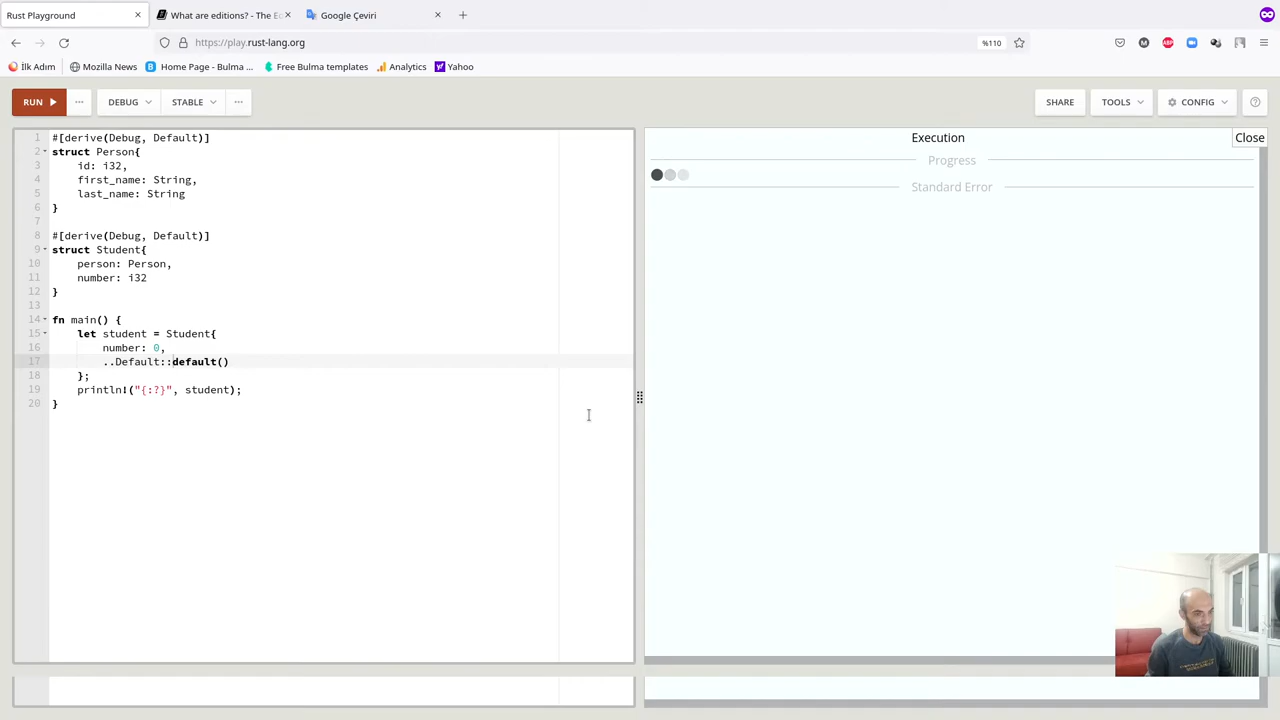 Rust Playground
What are editions? - The Ed
Google Çeviri
https://play.rust-lang.org
%110
İlk Adım
Mozilla News
Home Page - Bulma ...
Free Bulma templates
Analytics
Yahoo
RUN
DEBUG
STABLE
SHARE
TOOLS
CONFIG
1 #[derive(Debug, Default)]
2 struct Person{
3 id: i32,
4 first_name: String,
5 last_name: String
6 }
7
8 #[derive(Debug, Default)]
9 struct Student{
10 person: Person,
11 number: i32
12 }
13
14 fn main() {
15 let student = Student{
16 number: 0,
17 ..Default::default()
18 };
19 println!("{:?}", student);
20 }
Execution
Close
Progress
Standard Error